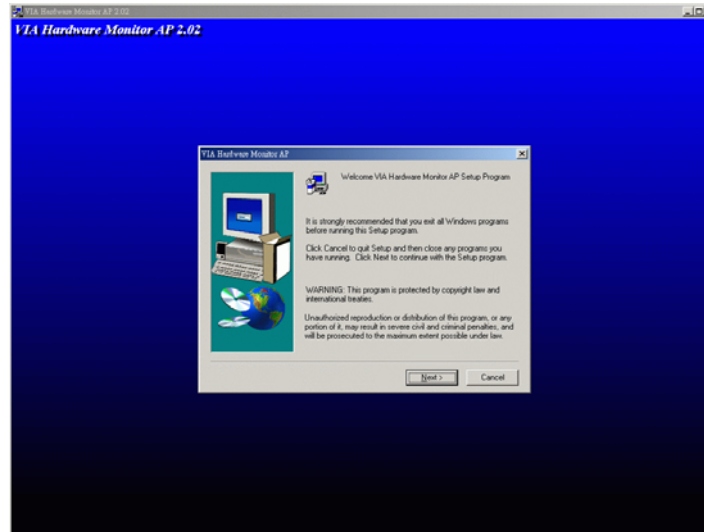 VIA Hardware Monitor AP 2.02
VIA Hardware Monitor AP 2.02
VIA Hardware Monitor AP
Welcome VIA Hardware Monitor AP Setup Program
It is strongly recommended that you exit all Windows programs
before running this Setup program.
Click Cancel to quit Setup and then close any programs you
have running. Click Next to continue with the Setup program.
WARNING: This program is protected by copyright law and
international treaties.
Unauthorized reproduction or distribution of this program, or any
portion of it, may result in severe civil and criminal penalties, and
will be prosecuted to the maximum extent possible under law.
Next >
Cancel